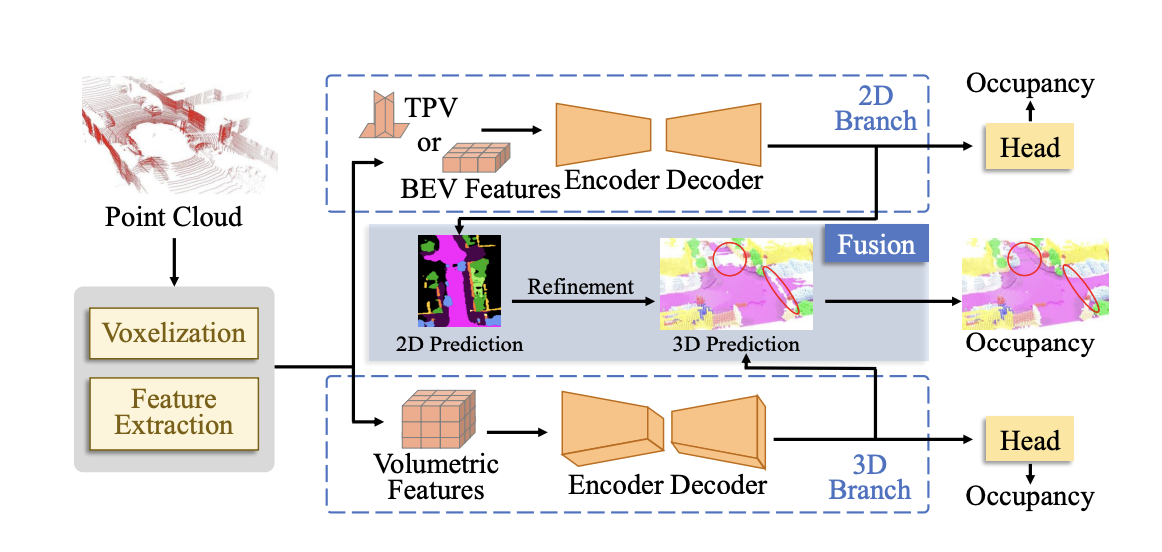 Point Cloud
Voxelization
Feature
Extraction
TPV
or
BEV Features
Encoder Decoder
2D
Branch
Head
Occupancy
Fusion
2D Prediction
Refinement
3D Prediction
Occupancy
Volumetric
Features
Encoder Decoder
3D
Branch
Head
Occupancy